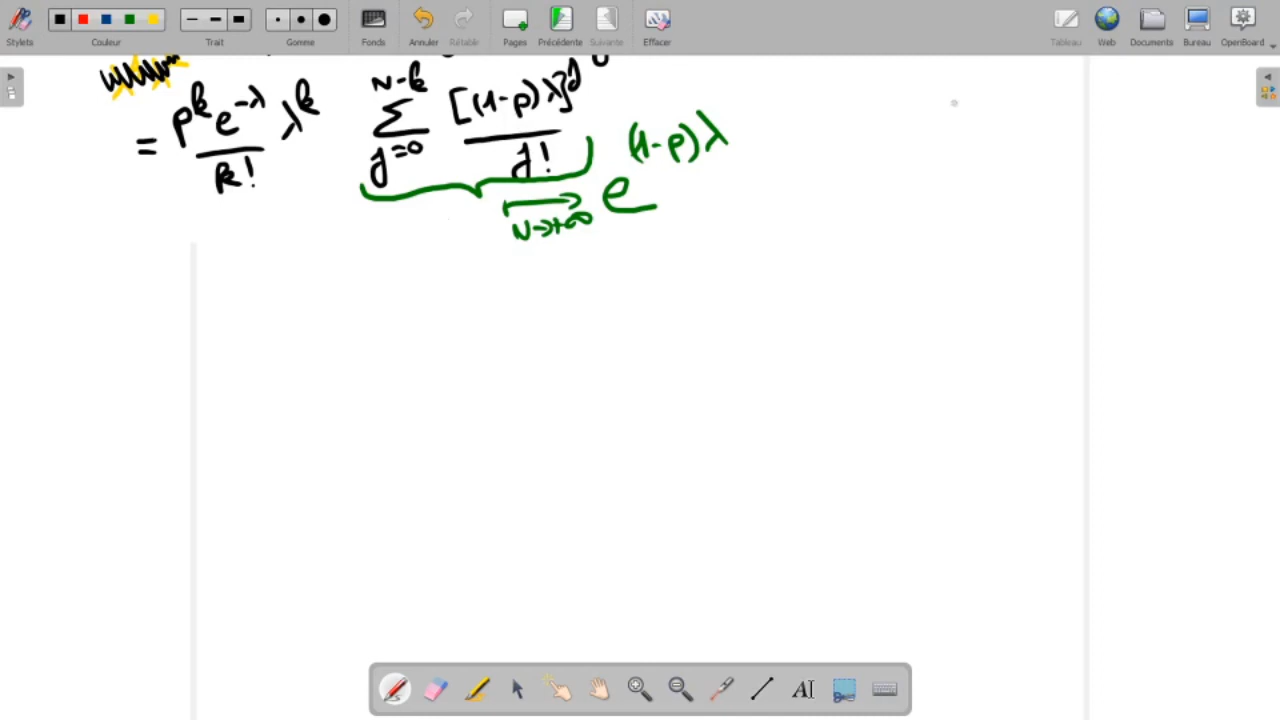 Stylets Couleur Trait Gomme Fonds Annuler Rétablir Pages Précédente Suivante Effacer Tableau Web Documents Bureau OpenBoard
= p^k e^-λ / k! λ^k N-k Σ j=0 [(1-p)λ]^j / j! ⟼ N→+∞ e^(1-p)λ
AI